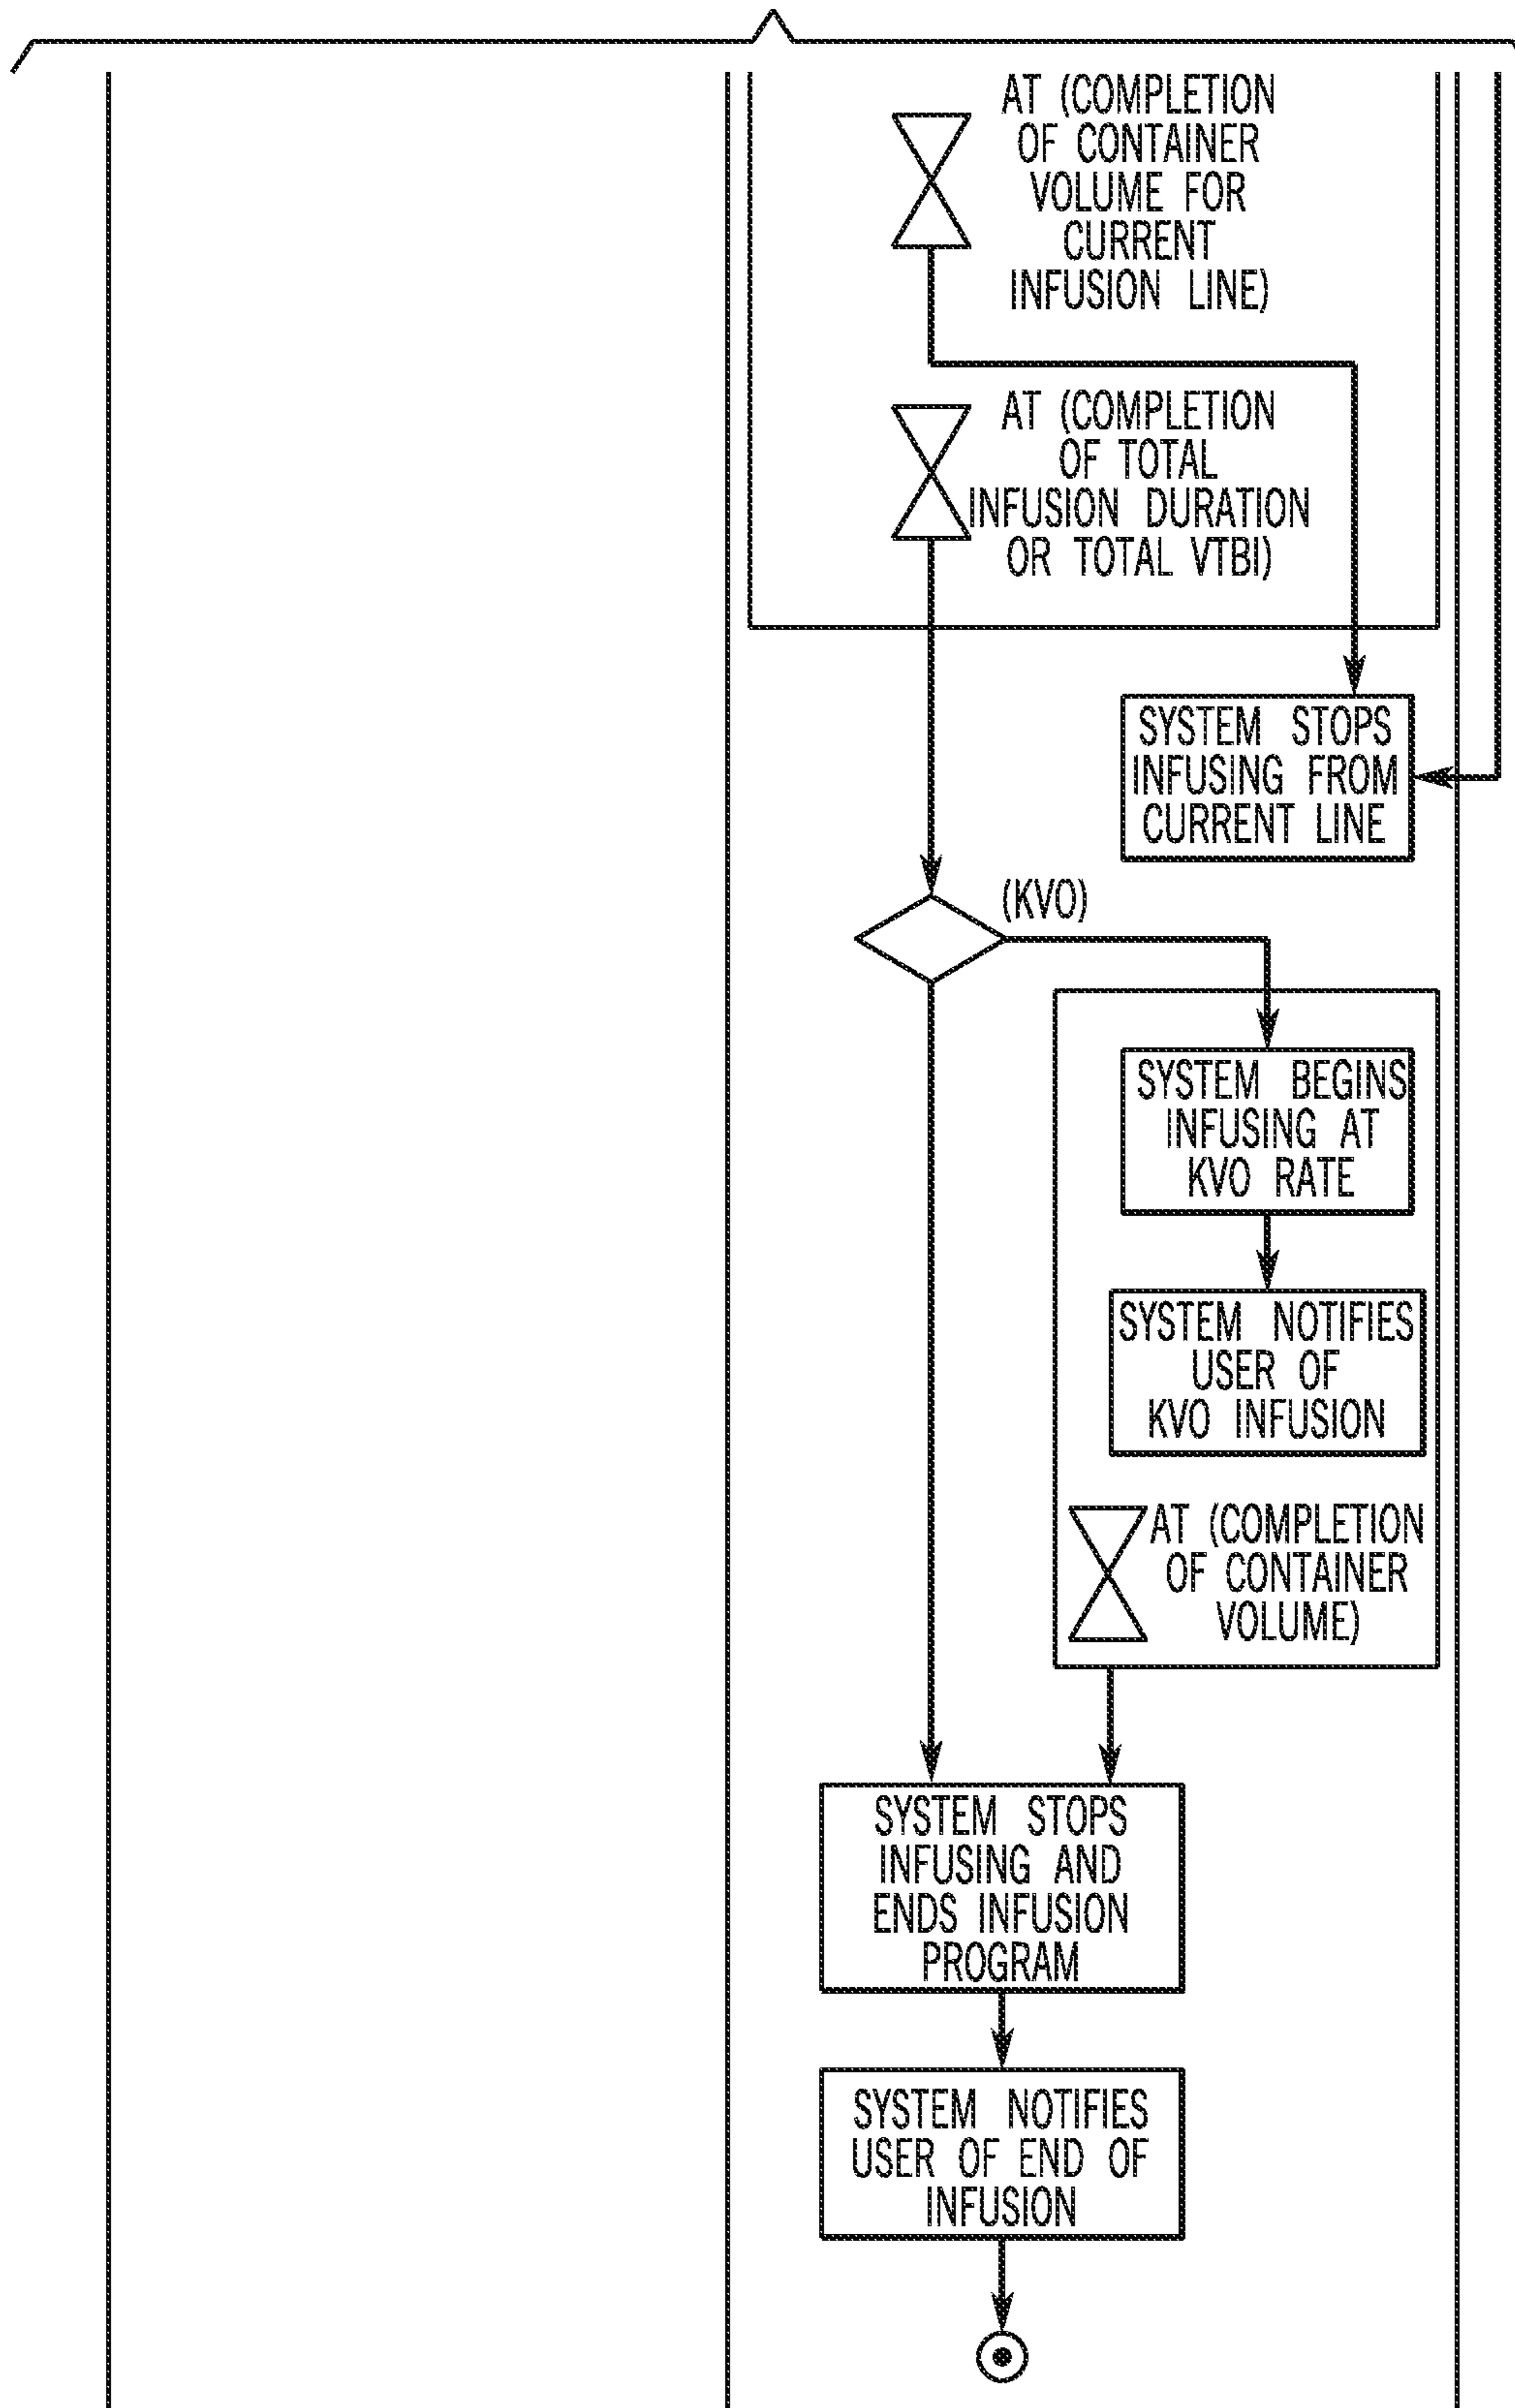 AT (COMPLETION
OF CONTAINER
VOLUME FOR
CURRENT
INFUSION LINE)
AT (COMPLETION
OF TOTAL
INFUSION DURATION
OR TOTAL VTBI)
SYSTEM STOPS
INFUSING FROM
CURRENT LINE
(KVO)
SYSTEM BEGINS
INFUSING AT
KVO RATE
SYSTEM NOTIFIES
USER OF
KVO INFUSION
AT (COMPLETION
OF CONTAINER
VOLUME)
SYSTEM STOPS
INFUSING AND
ENDS INFUSION
PROGRAM
SYSTEM NOTIFIES
USER OF END OF
INFUSION